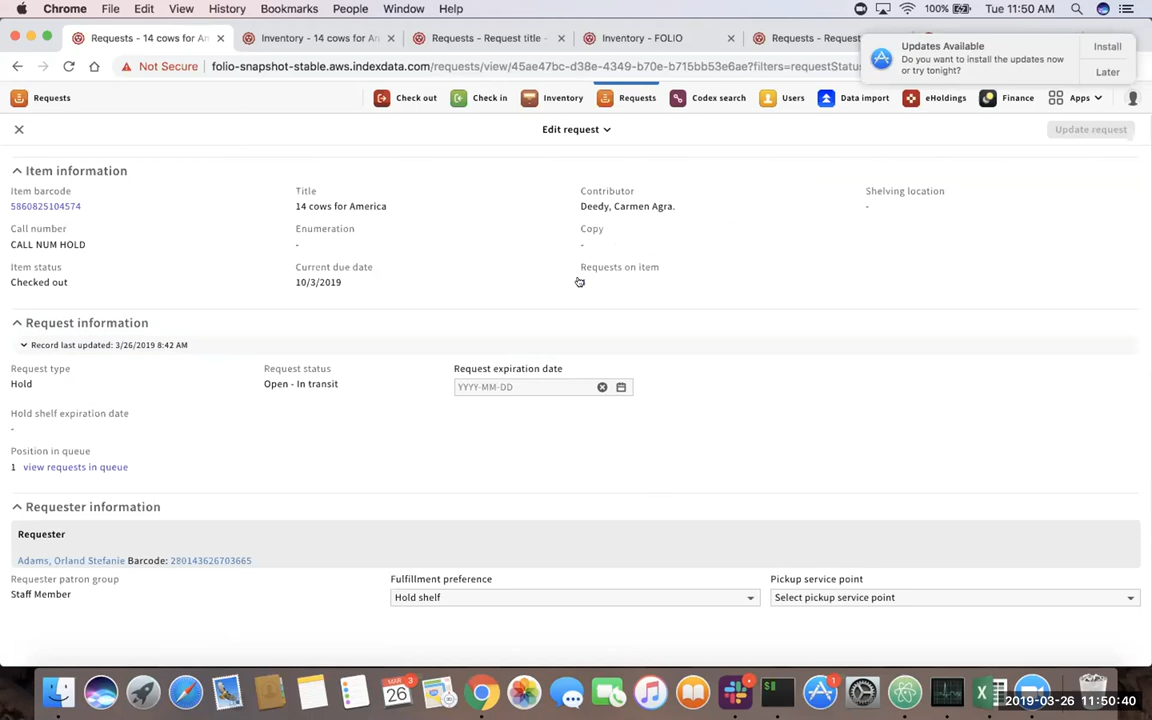 Chrome File Edit View History Bookmarks People Window Help 100% Tue 11:50 AM
Requests - 14 cows for Am × Inventory - 14 cows for Am × Requests - Request title - × Inventory - FOLIO × Requests - Reque
Updates Available
Do you want to install the updates now
or try tonight?
Install
Later
Not Secure folio-snapshot-stable.aws.indexdata.com/requests/view/45ae47bc-d38e-4349-b70e-b715bb53e6ae?filters=requestStatus
Requests Check out Check in Inventory Requests Codex search Users Data import eHoldings Finance Apps
× Edit request Update request
Item information
Item barcode Title Contributor Shelving location
5860825104574 14 cows for America Deedy, Carmen Agra. -
Call number Enumeration Copy
CALL NUM HOLD - -
Item status Current due date Requests on item
Checked out 10/3/2019
Request information
Record last updated: 3/26/2019 8:42 AM
Request type Request status Request expiration date
Hold Open - In transit YYYY-MM-DD
Hold shelf expiration date
-
Position in queue
1 view requests in queue
Requester information
Requester
Adams, Orland Stefanie Barcode: 280143626703665
Requester patron group Fulfillment preference Pickup service point
Staff Member Hold shelf Select pickup service point
2019-03-26 11:50:40